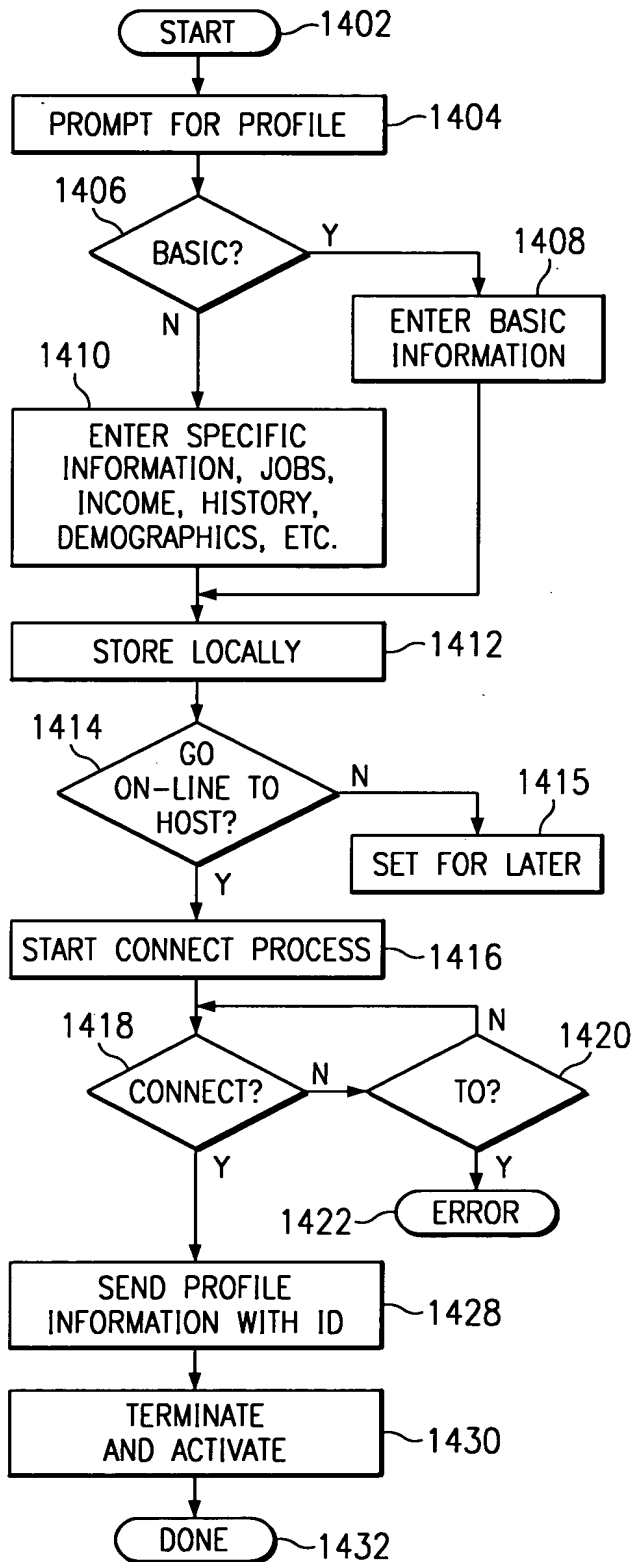 START
1402
PROMPT FOR PROFILE
1404
1406
BASIC?
Y
N
1408
ENTER BASIC
INFORMATION
1410
ENTER SPECIFIC
INFORMATION, JOBS,
INCOME, HISTORY,
DEMOGRAPHICS, ETC.
STORE LOCALLY
1412
1414
GO
ON-LINE TO
HOST?
N
Y
1415
SET FOR LATER
START CONNECT PROCESS
1416
1418
CONNECT?
N
Y
N
1420
TO?
Y
1422
ERROR
SEND PROFILE
INFORMATION WITH ID
1428
TERMINATE
AND ACTIVATE
1430
DONE
1432